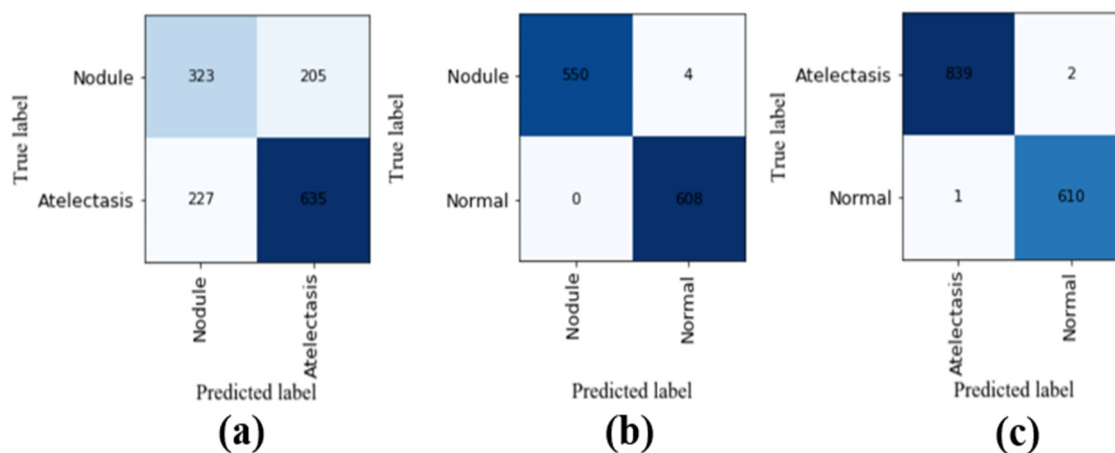 True label
Nodule
Atelectasis
323
205
227
635
Nodule
Atelectasis
Predicted label
(a)
True label
Nodule
Normal
550
4
0
608
Nodule
Normal
Predicted label
(b)
True label
Atelectasis
Normal
839
2
1
610
Atelectasis
Normal
Predicted label
(c)